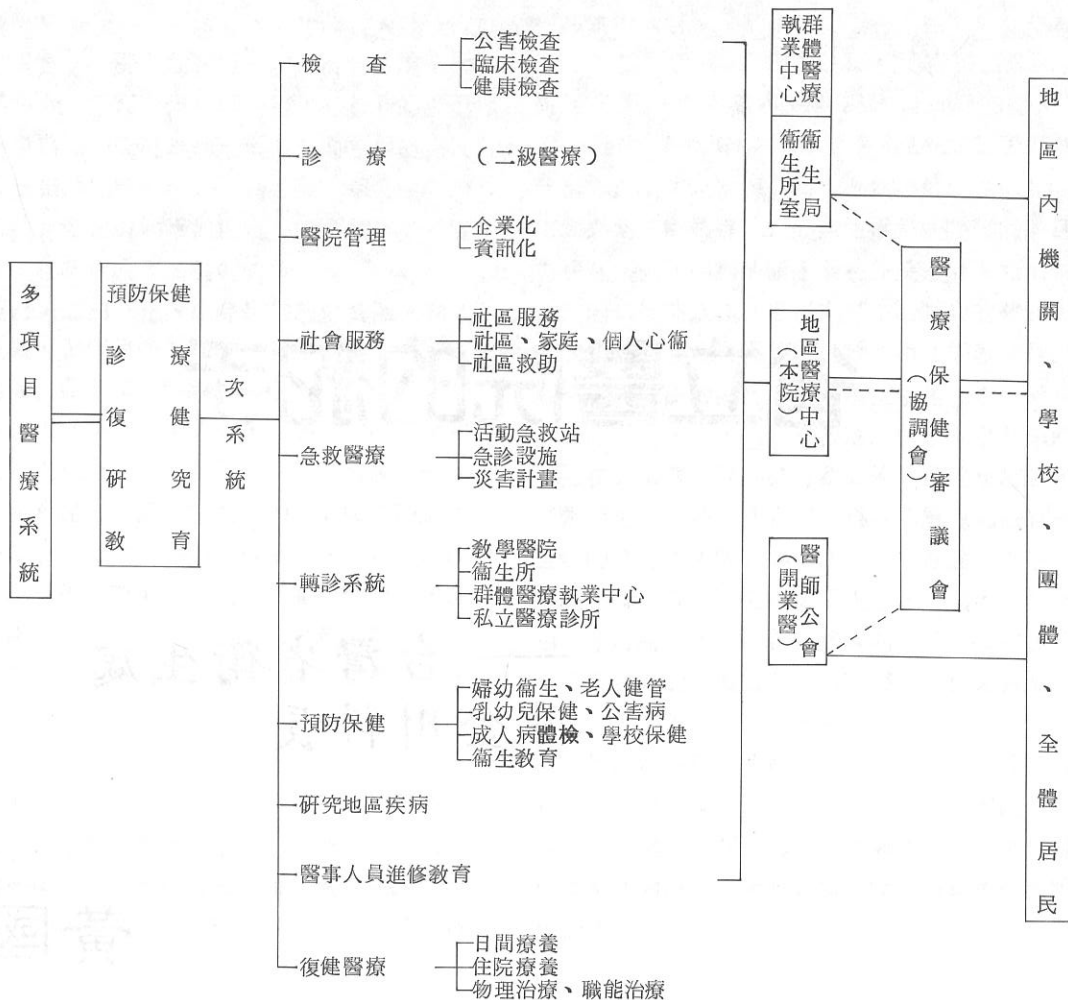 多項目醫療系統
預防保健
診療
復健
研究
教育
次系統
檢查
公害檢查
臨床檢查
健康檢查
診療
（二級醫療）
醫院管理
企業化
資訊化
社會服務
社區服務
社區、家庭、個人心衞
社區救助
急救醫療
活動急救站
急診設施
災害計畫
轉診系統
教學醫院
衞生所
群體醫療執業中心
私立醫療診所
預防保健
婦幼衞生、老人健管
乳幼兒保健、公害病
成人病體檢、學校保健
衞生教育
研究地區疾病
醫事人員進修教育
復健醫療
日間療養
住院療養
物理治療、職能治療
群體醫療
執業中心
衞生局
衞生所室
地區醫療中心
（本院）
醫師公會
（開業醫）
醫療保健審議會
（協調會）
地區內機關、學校、團體、全體居民